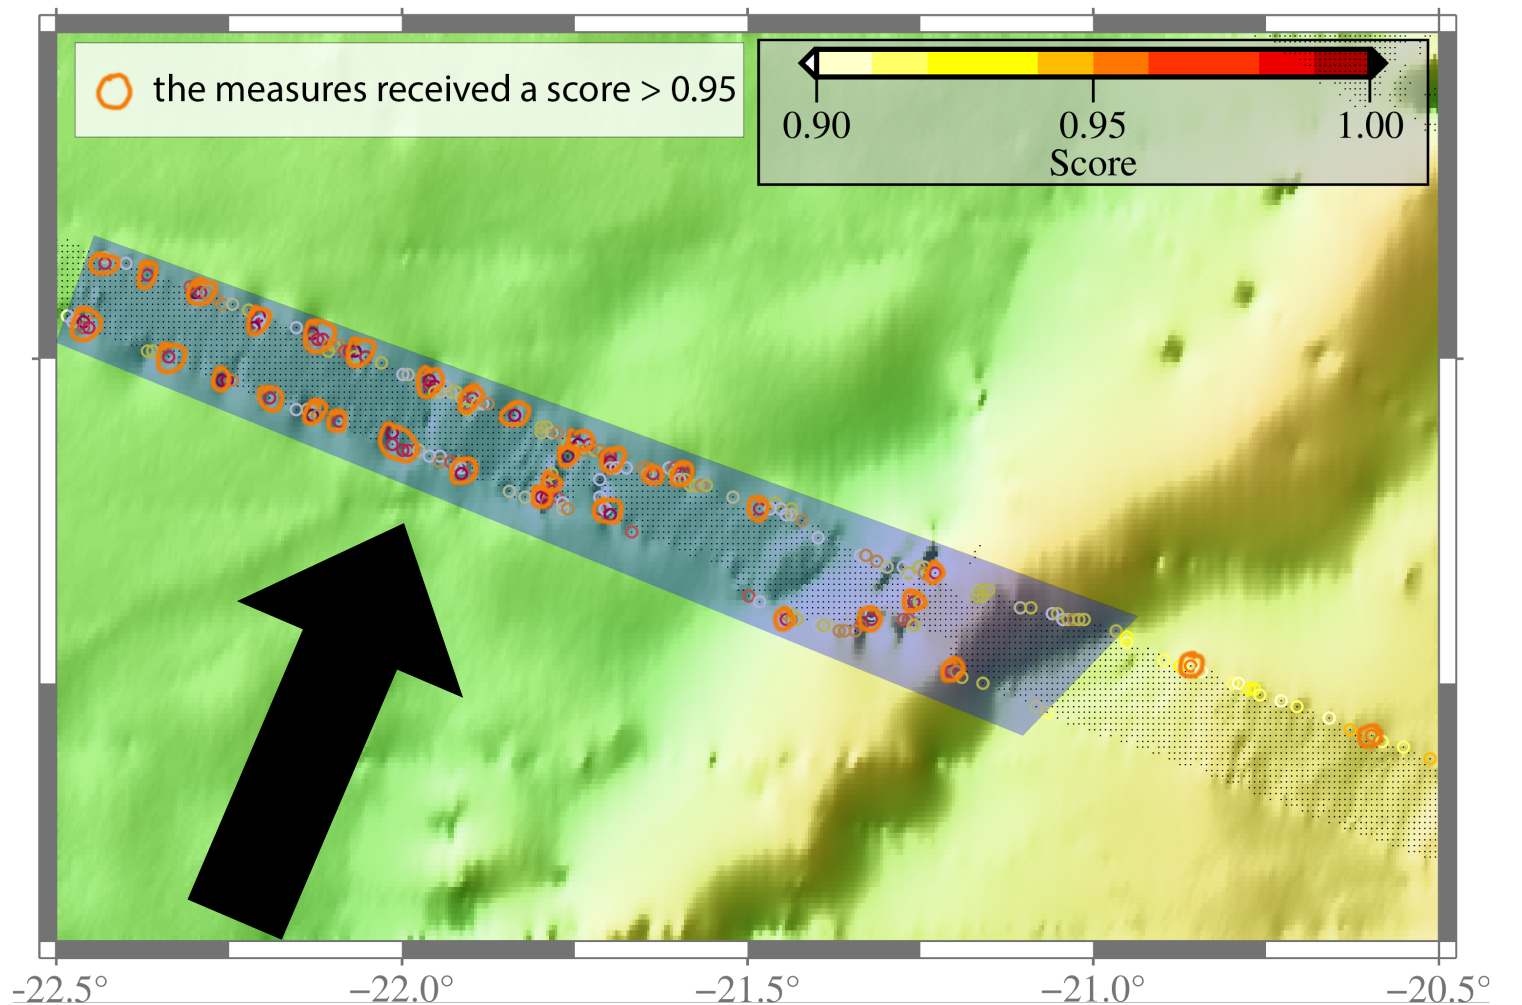 the measures received a score > 0.95
0.90 0.95 1.00
Score
-22.5° −22.0° −21.5° −21.0° −20.5°